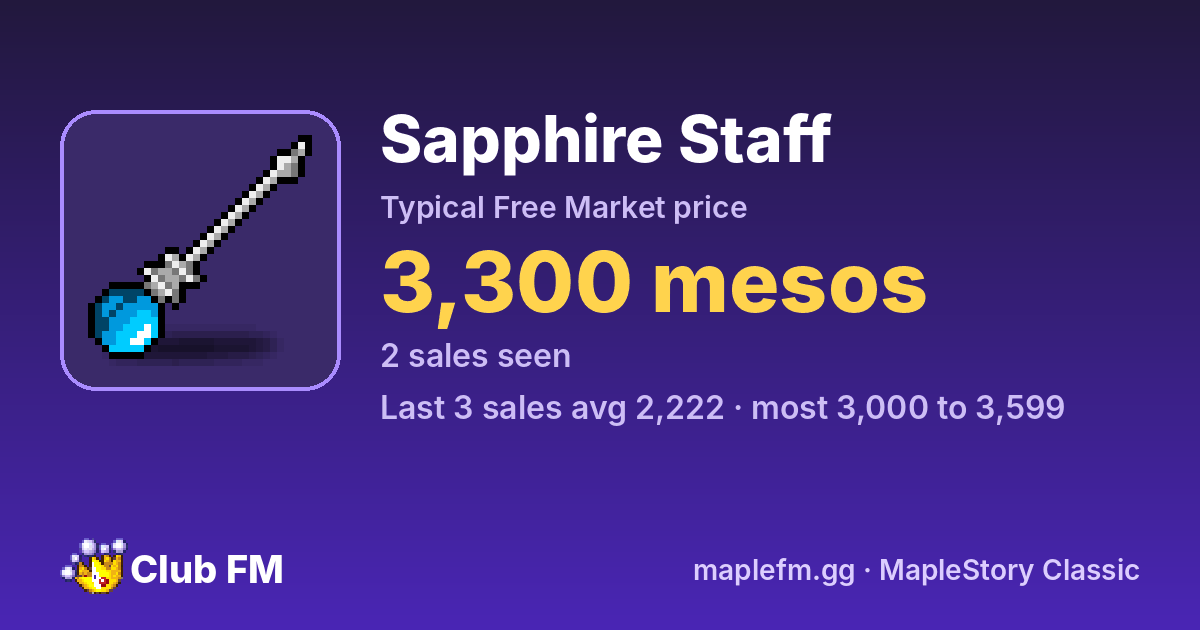 Sapphire Staff
Typical Free Market price
3,300 mesos
2 sales seen
Last 3 sales avg 2,222 · most 3,000 to 3,599
Club FM
maplefm.gg · MapleStory Classic